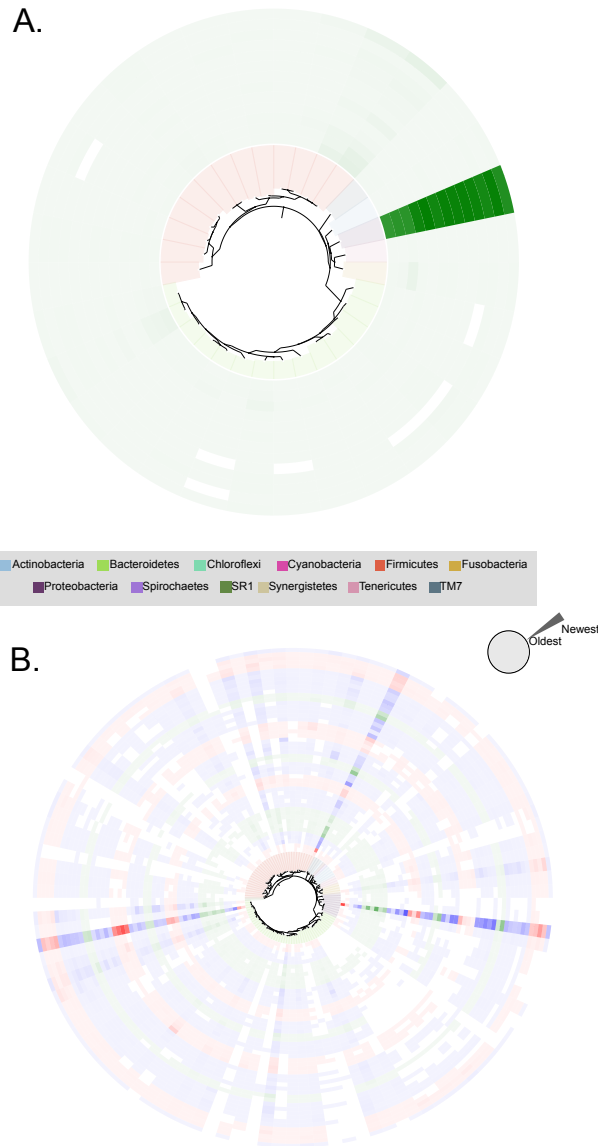 A.
Actinobacteria Bacteroidetes Chloroflexi Cyanobacteria Firmicutes Fusobacteria
Proteobacteria Spirochaetes SR1 Synergistetes Tenericutes TM7
Newest
Oldest
B.